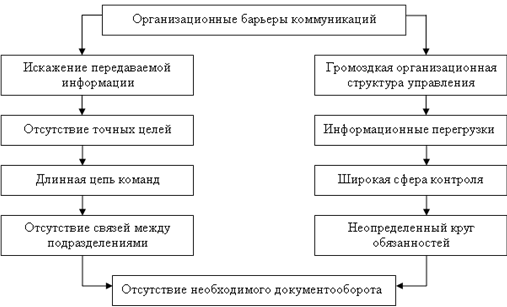 Организационные барьеры коммуникаций
Искажение передаваемой
информации
Громоздкая организационная
структура управления
Отсутствие точных целей
Информационные перегрузки
Длинная цепь команд
Широкая сфера контроля
Отсутствие связей между
подразделениями
Неопределенный круг
обязанностей
Отсутствие необходимого документооборота